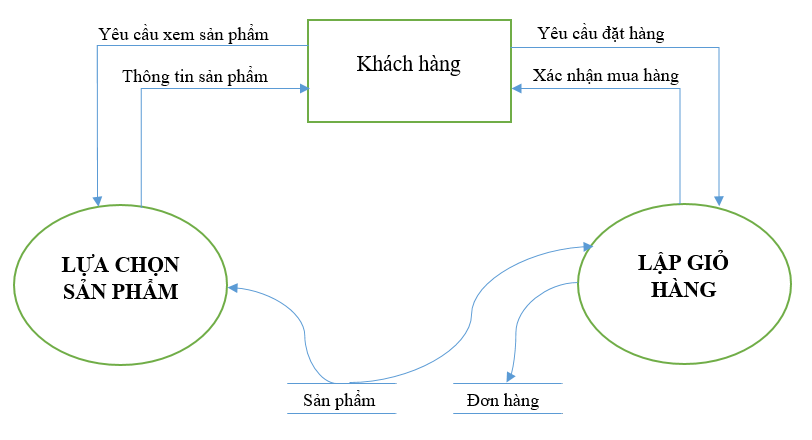 Yêu cầu xem sản phẩm
Yêu cầu đặt hàng
Khách hàng
Thông tin sản phẩm
Xác nhận mua hàng
LỰA CHỌN
SẢN PHẨM
LẬP GIỎ
HÀNG
Sản phẩm
Đơn hàng